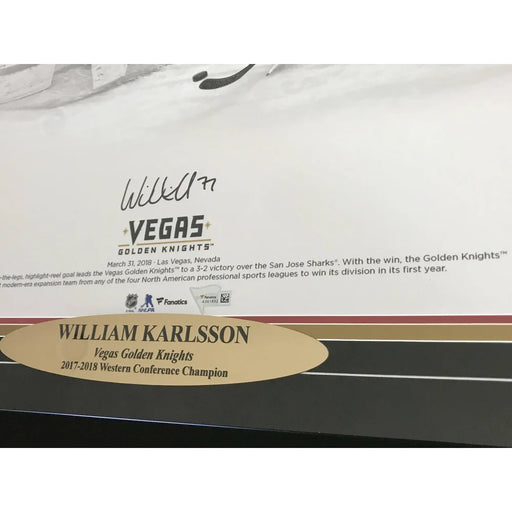 71
VEGAS
GOLDEN KNIGHTS™
March 31, 2018 - Las Vegas, Nevada
-the-legs, highlight-reel goal leads the Vegas Golden Knights™ to a 3-2 victory over the San Jose Sharks®. With the win, the Golden Knights™
modern-era expansion team from any of the four North American professional sports leagues to win its division in its first year.
NHL NHLPA Fanatics
WILLIAM KARLSSON
Vegas Golden Knights
2017-2018 Western Conference Champion